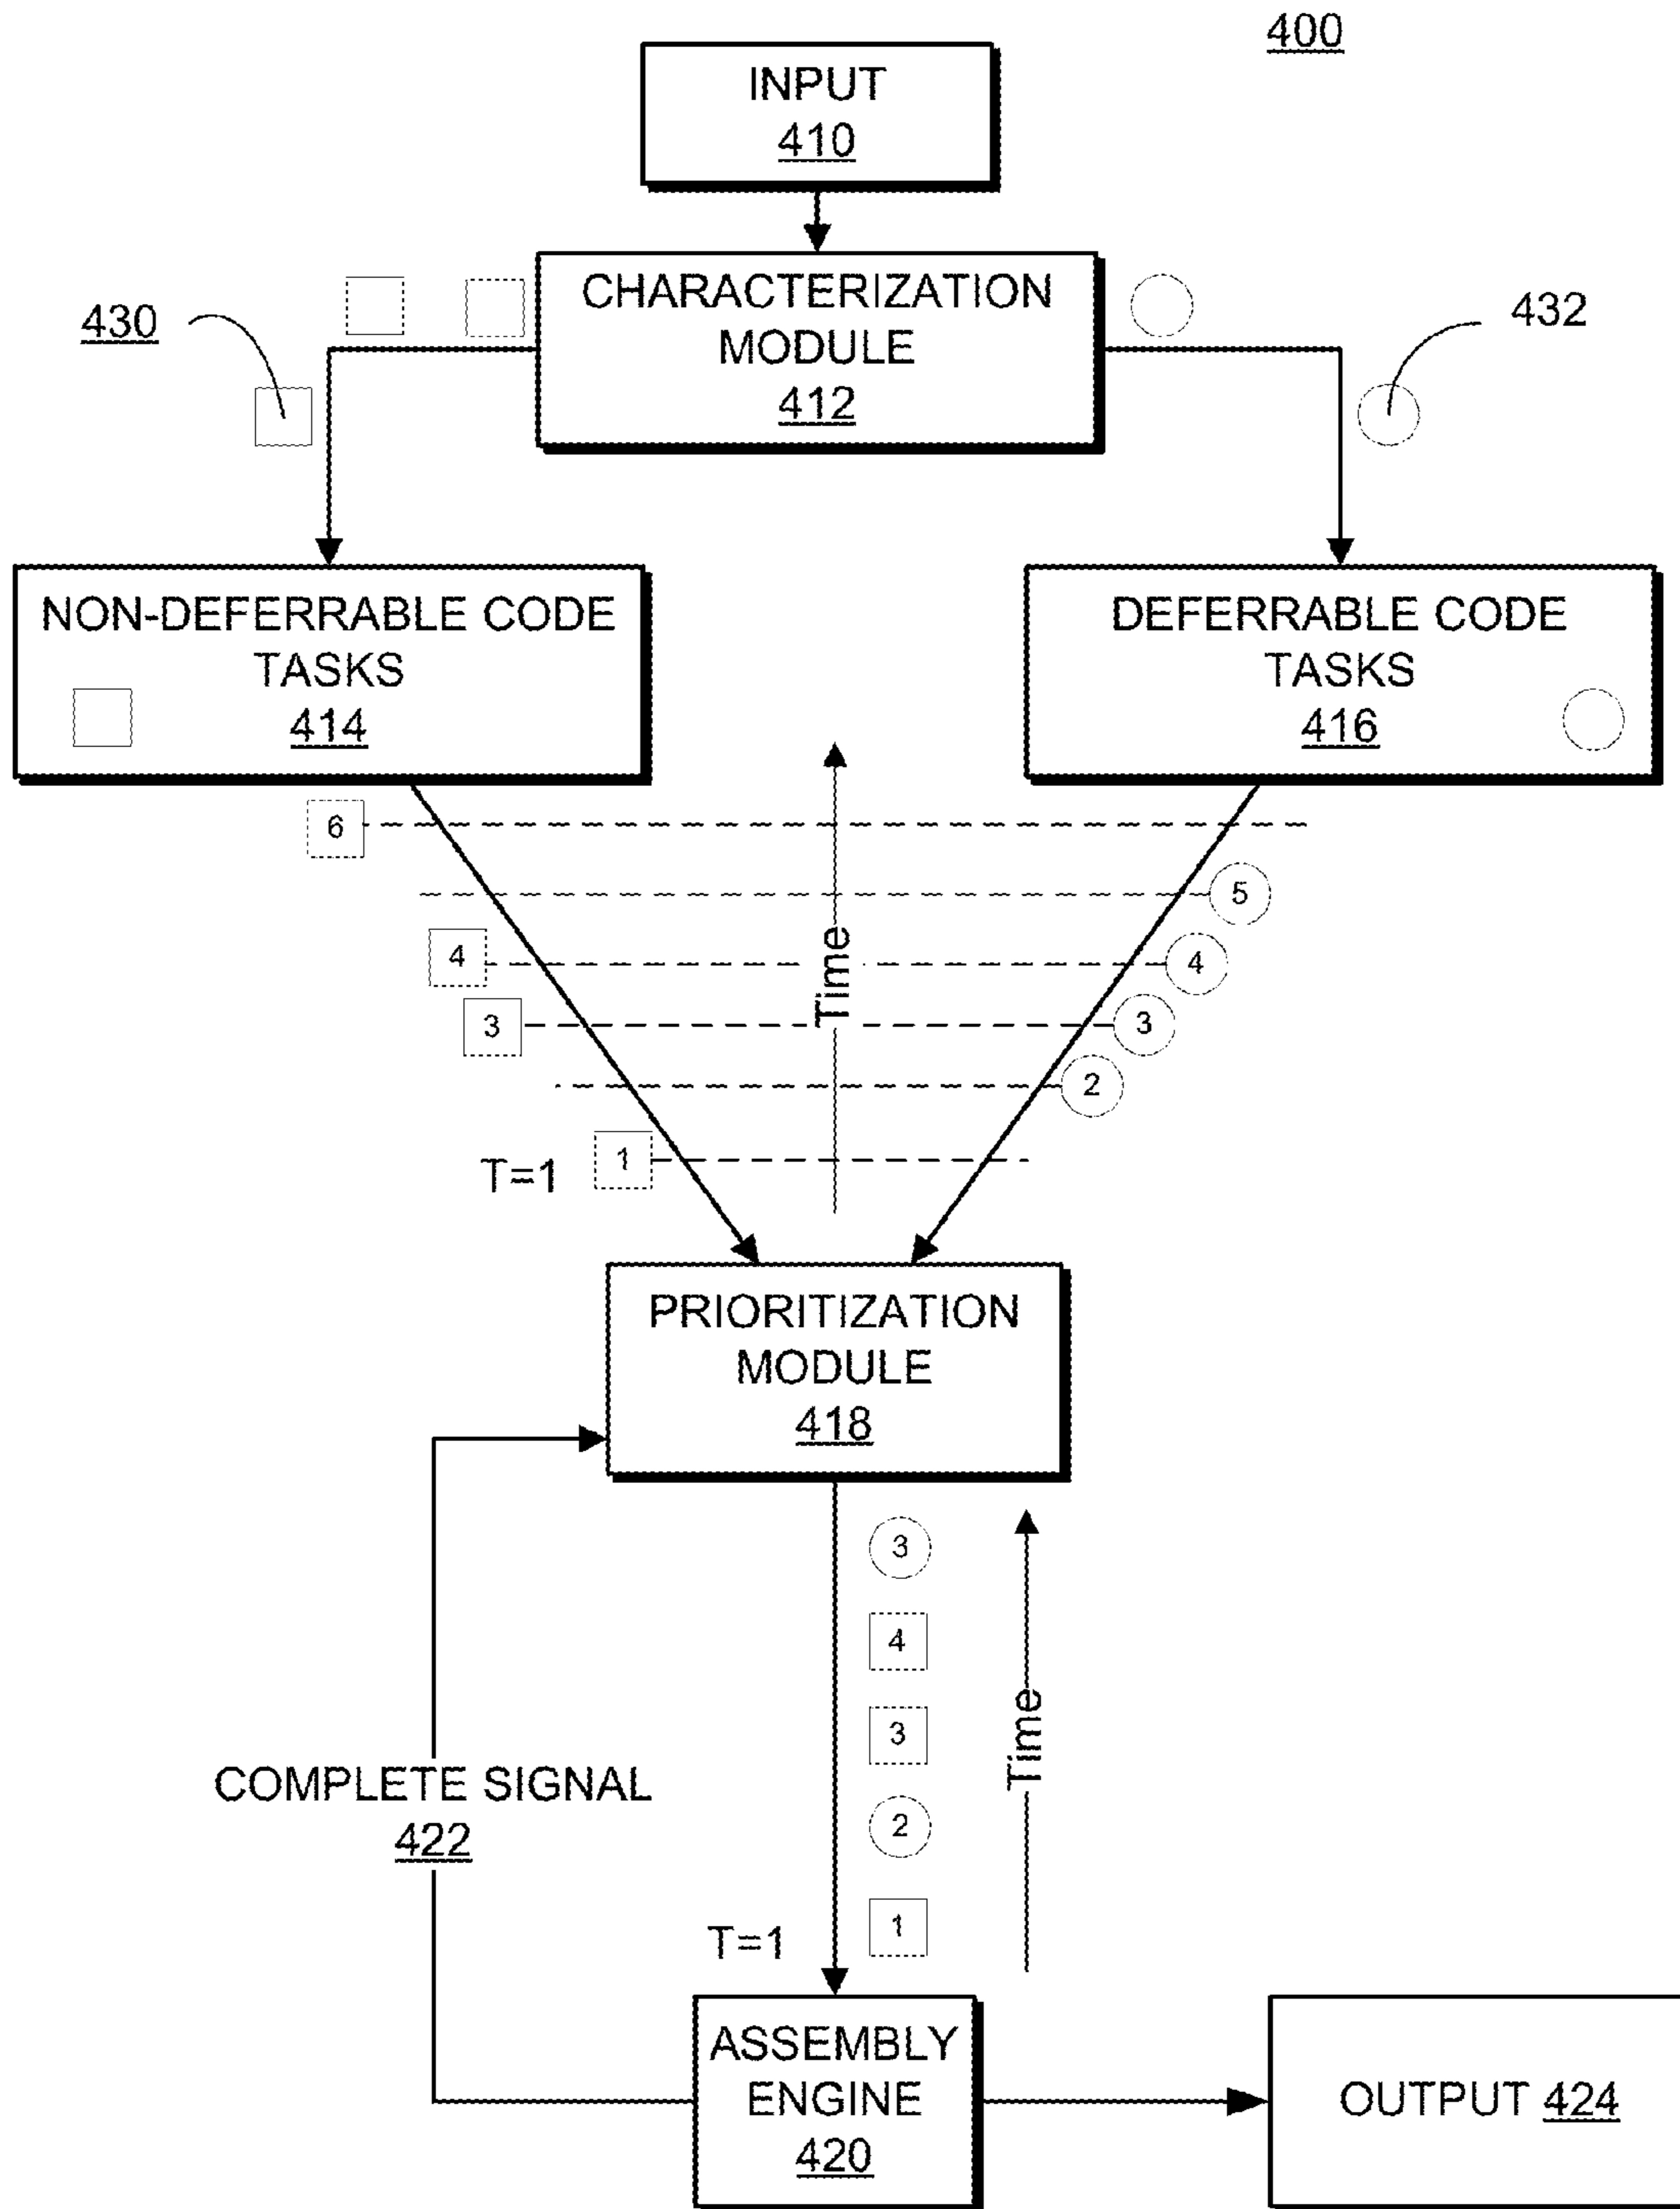 400
INPUT
410
CHARACTERIZATION
MODULE
412
430
432
NON-DEFERRABLE CODE
TASKS
414
DEFERRABLE CODE
TASKS
416
6
5
4
4
3
3
2
1
T=1
Time
PRIORITIZATION
MODULE
418
3
4
3
2
1
Time
T=1
COMPLETE SIGNAL
422
ASSEMBLY
ENGINE
420
OUTPUT 424